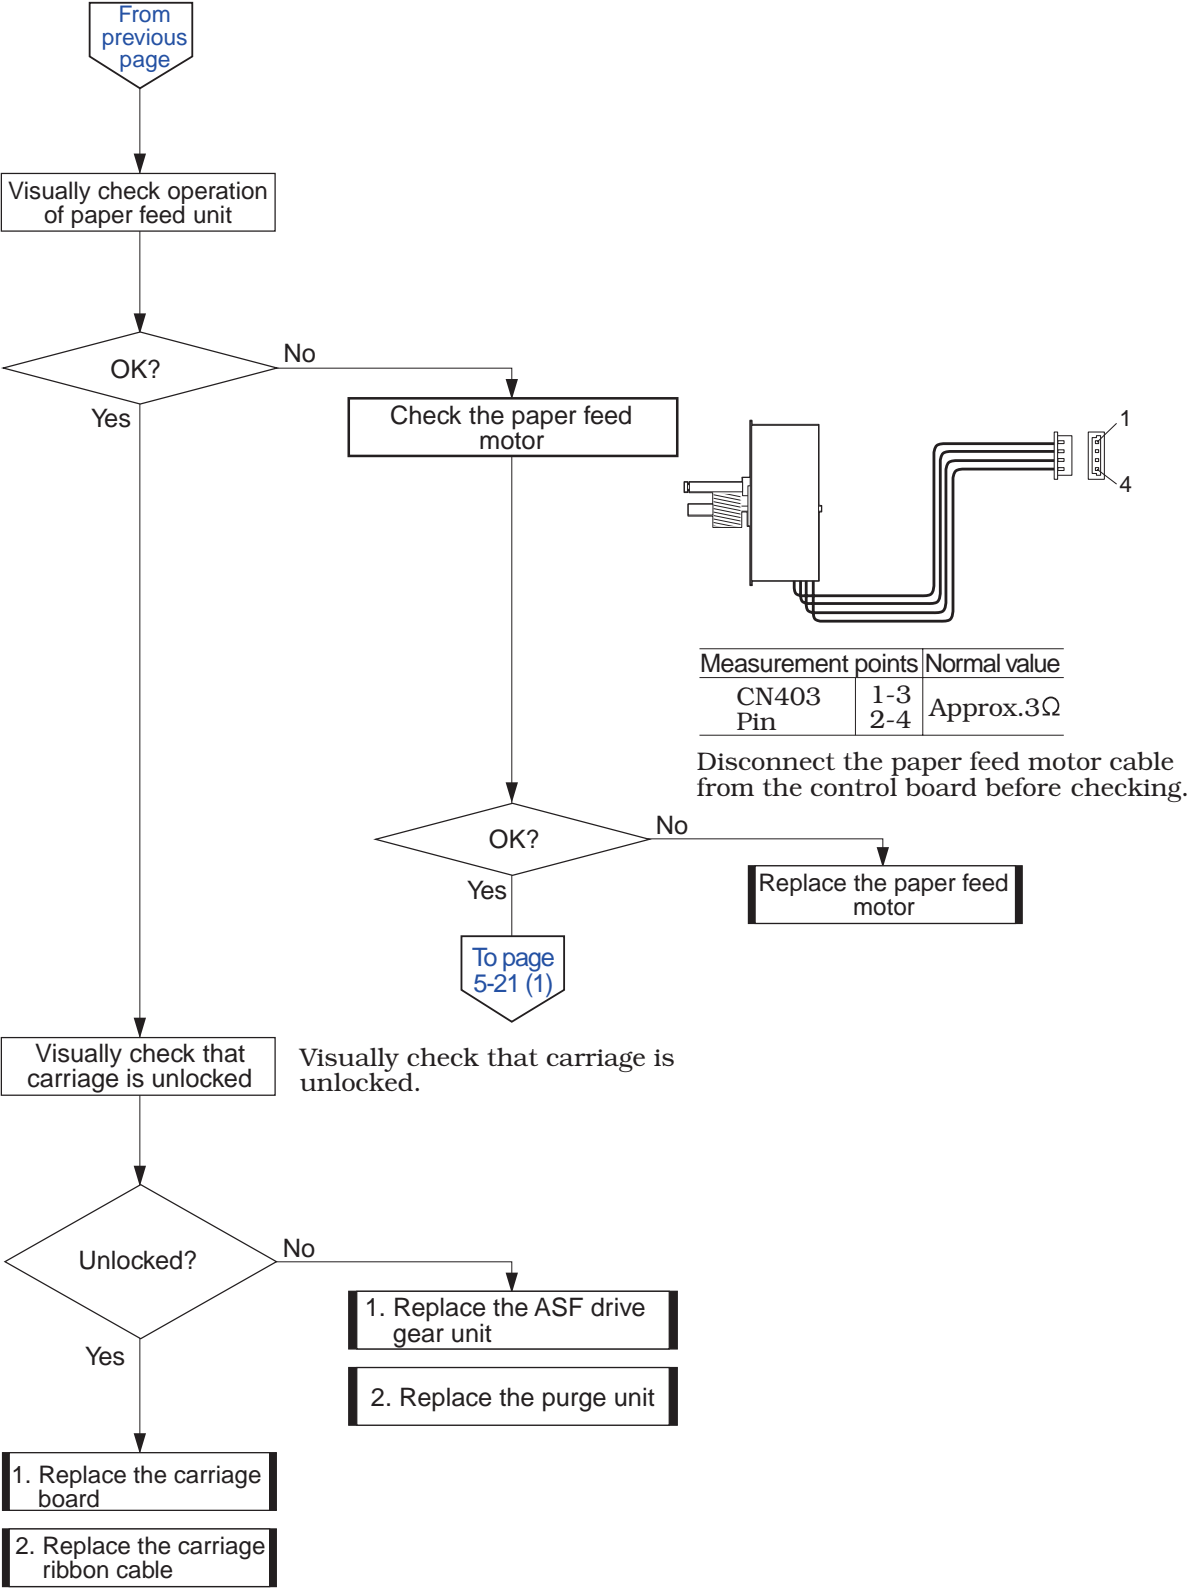 From
previous
page
Visually check operation
of paper feed unit
OK?
No
Yes
Check the paper feed
motor
1
4
Measurement points Normal value
CN403 1-3 Approx.3Ω
Pin 2-4
Disconnect the paper feed motor cable
from the control board before checking.
OK?
No
Yes
Replace the paper feed
motor
To page
5-21 (1)
Visually check that
carriage is unlocked
Visually check that carriage is
unlocked.
Unlocked?
No
Yes
1. Replace the ASF drive
gear unit
2. Replace the purge unit
1. Replace the carriage
board
2. Replace the carriage
ribbon cable